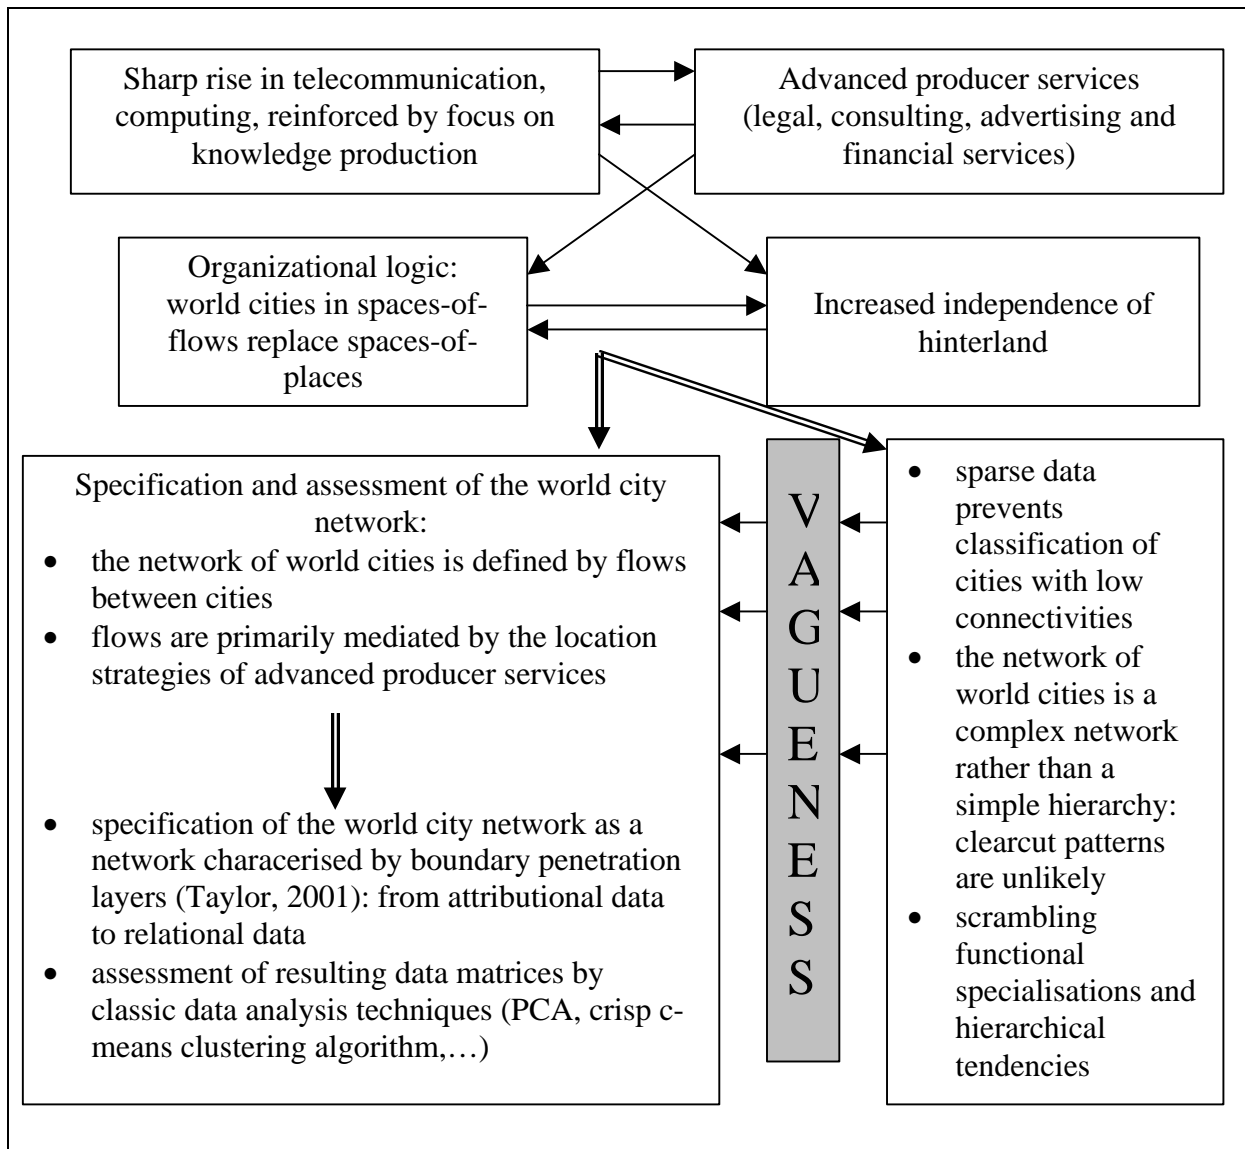 Sharp rise in telecommunication,
computing, reinforced by focus on
knowledge production
Advanced producer services
(legal, consulting, advertising and
financial services)
Organizational logic:
world cities in spaces-of-
flows replace spaces-of-
places
Increased independence of
hinterland
Specification and assessment of the world city
network:
• the network of world cities is defined by flows
between cities
• flows are primarily mediated by the location
strategies of advanced producer services
• specification of the world city network as a
network characerised by boundary penetration
layers (Taylor, 2001): from attributional data
to relational data
• assessment of resulting data matrices by
classic data analysis techniques (PCA, crisp c-
means clustering algorithm,…)
V
A
G
U
E
N
E
S
S
• sparse data
prevents
classification of
cities with low
connectivities
• the network of
world cities is a
complex network
rather than a
simple hierarchy:
clearcut patterns
are unlikely
• scrambling
functional
specialisations and
hierarchical
tendencies